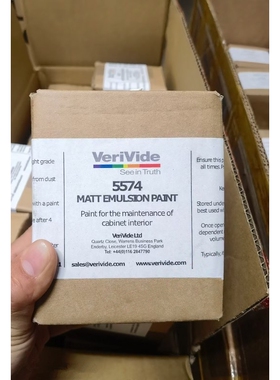 VeriVide
See in Truth
5574
MATT EMULSION PAINT
Paint for the maintenance of
cabinet interior
VeriVide Ltd
Quartz Close, Warrens Business Park
Enderby, Leicester LE19 4SG England
Tel: +44(0)116 2847790
sales@verivide.com www.verivide.com
ght grade
from dust
with a paint
n after 4
Ensure this
all times
Stored unde
best used w
Once ope
dependent
volum
Typically,